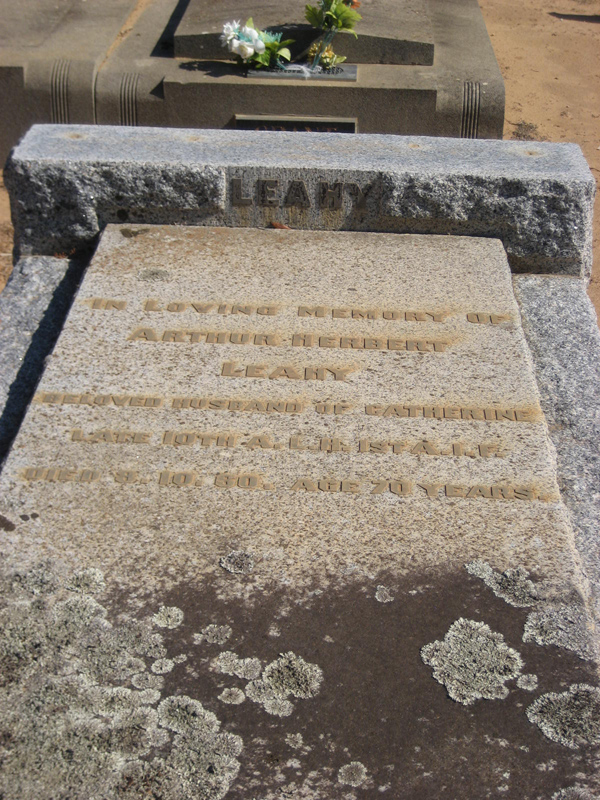 LEAHY
IN LOVING MEMORY OF
ARTHUR HERBERT
LEAHY
BELOVED HUSBAND OF CATHERINE
LATE 10TH A.L.H. 1ST A.I.F.
DIED 9. 10. 60. AGE 70 YEARS.